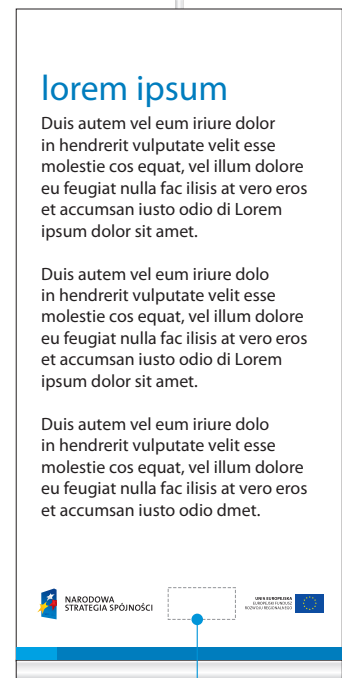 lorem ipsum
Duis autem vel eum iriure dolor
in hendrerit vulputate velit esse
molestie cos equat, vel illum dolore
eu feugiat nulla fac ilisis at vero eros
et accumsan iusto odio di Lorem
ipsum dolor sit amet.
Duis autem vel eum iriure dolo
in hendrerit vulputate velit esse
molestie cos equat, vel illum dolore
eu feugiat nulla fac ilisis at vero eros
et accumsan iusto odio di Lorem
ipsum dolor sit amet.
Duis autem vel eum iriure dolo
in hendrerit vulputate velit esse
molestie cos equat, vel illum dolore
eu feugiat nulla fac ilisis at vero eros
et accumsan iusto odio dmet.
NARODOWA
STRATEGIA SPÓJNOŚCI
UNIA EUROPEJSKA
EUROPEJSKI FUNDUSZ
ROZWOJU REGIONALNEGO